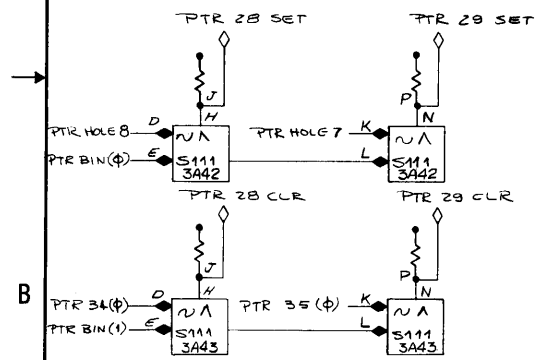 PTR 28 SET
PTR 29 SET
J
P
H
N
PTR HOLE 8
D
PTR HOLE 7
K
∿ Λ
∿ Λ
PTR BIN(φ)
E
S111
L
S111
3A42
3A42
PTR 28 CLR
PTR 29 CLR
J
P
H
N
B
PTR 34(φ)
D
PTR 35(φ)
K
∿ Λ
∿ Λ
PTR BIN(1)
E
S111
L
S111
3A43
3A43